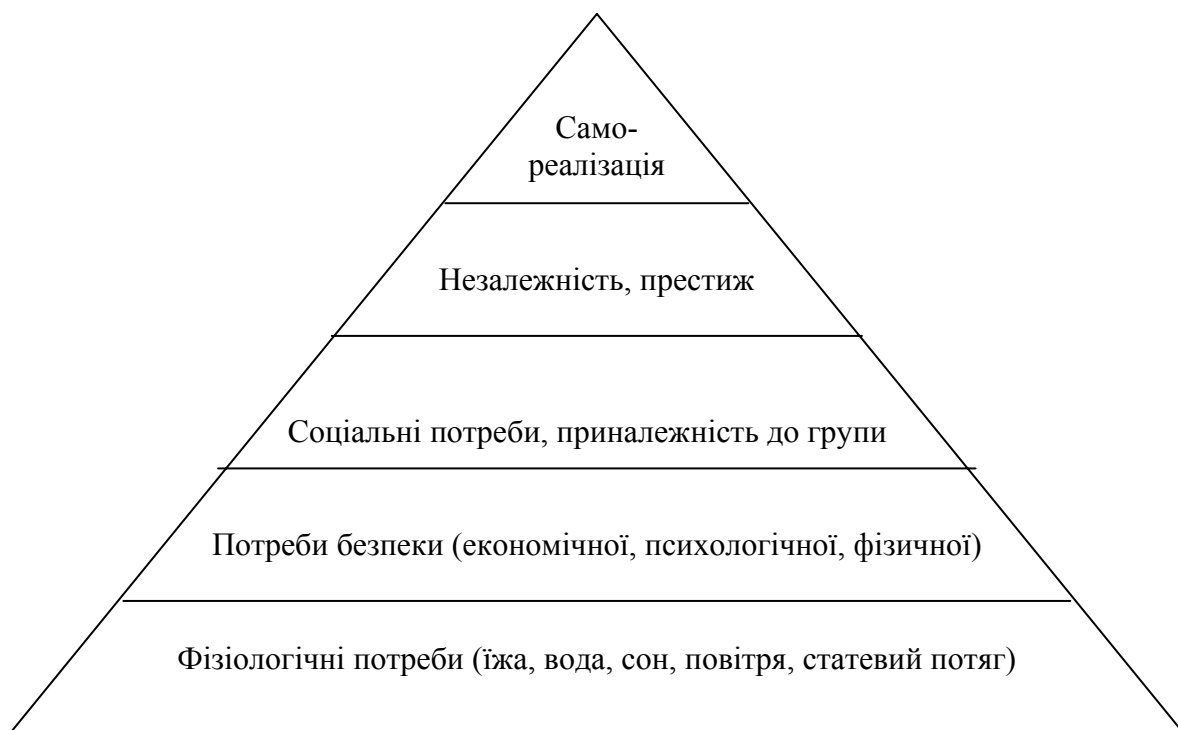 Само-
реалізація
Незалежність, престиж
Соціальні потреби, приналежність до групи
Потреби безпеки (економічної, психологічної, фізичної)
Фізіологічні потреби (їжа, вода, сон, повітря, статевий потяг)